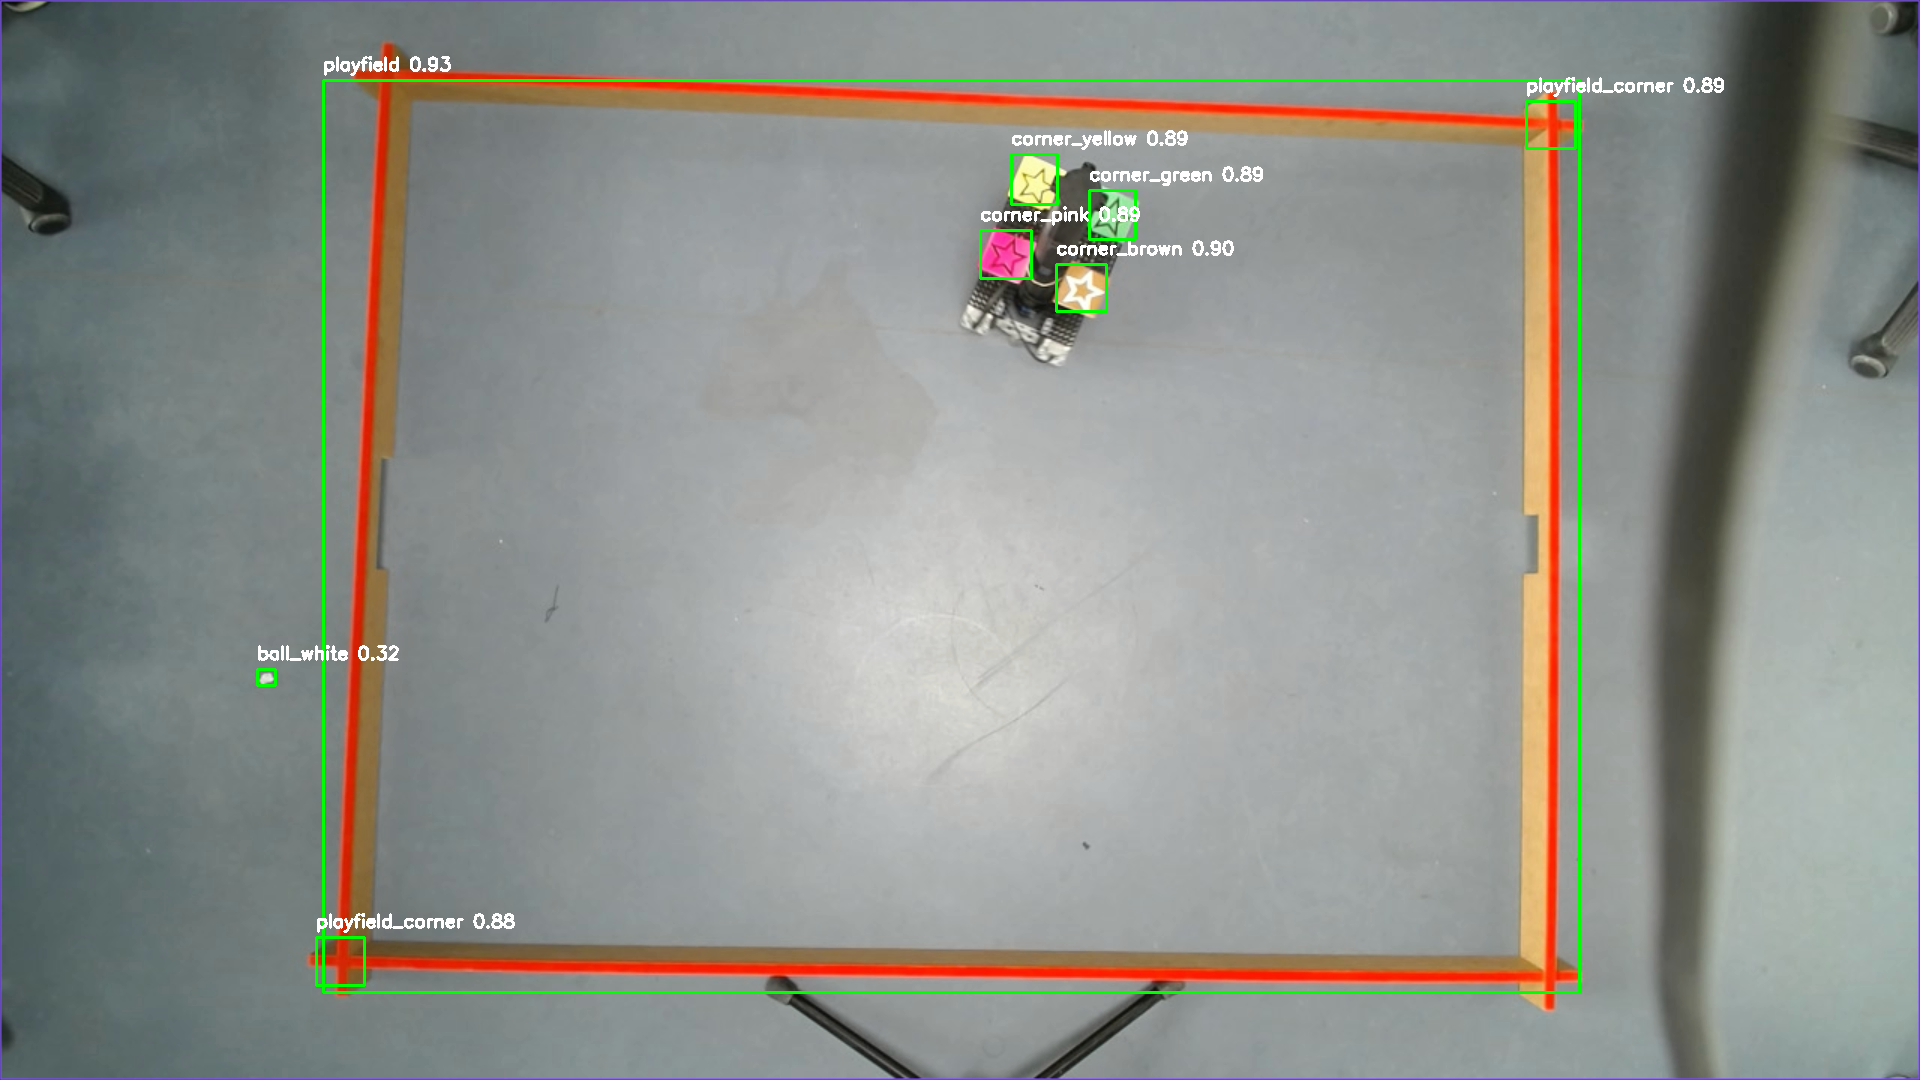 playfield 0.93
playfield_corner 0.89
corner_yellow 0.89
corner_green 0.89
corner_pink 0.89
corner_brown 0.90
ball_white 0.32
playfield_corner 0.88